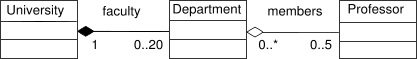 University faculty Department members Professor
1 0..20 0..* 0..5